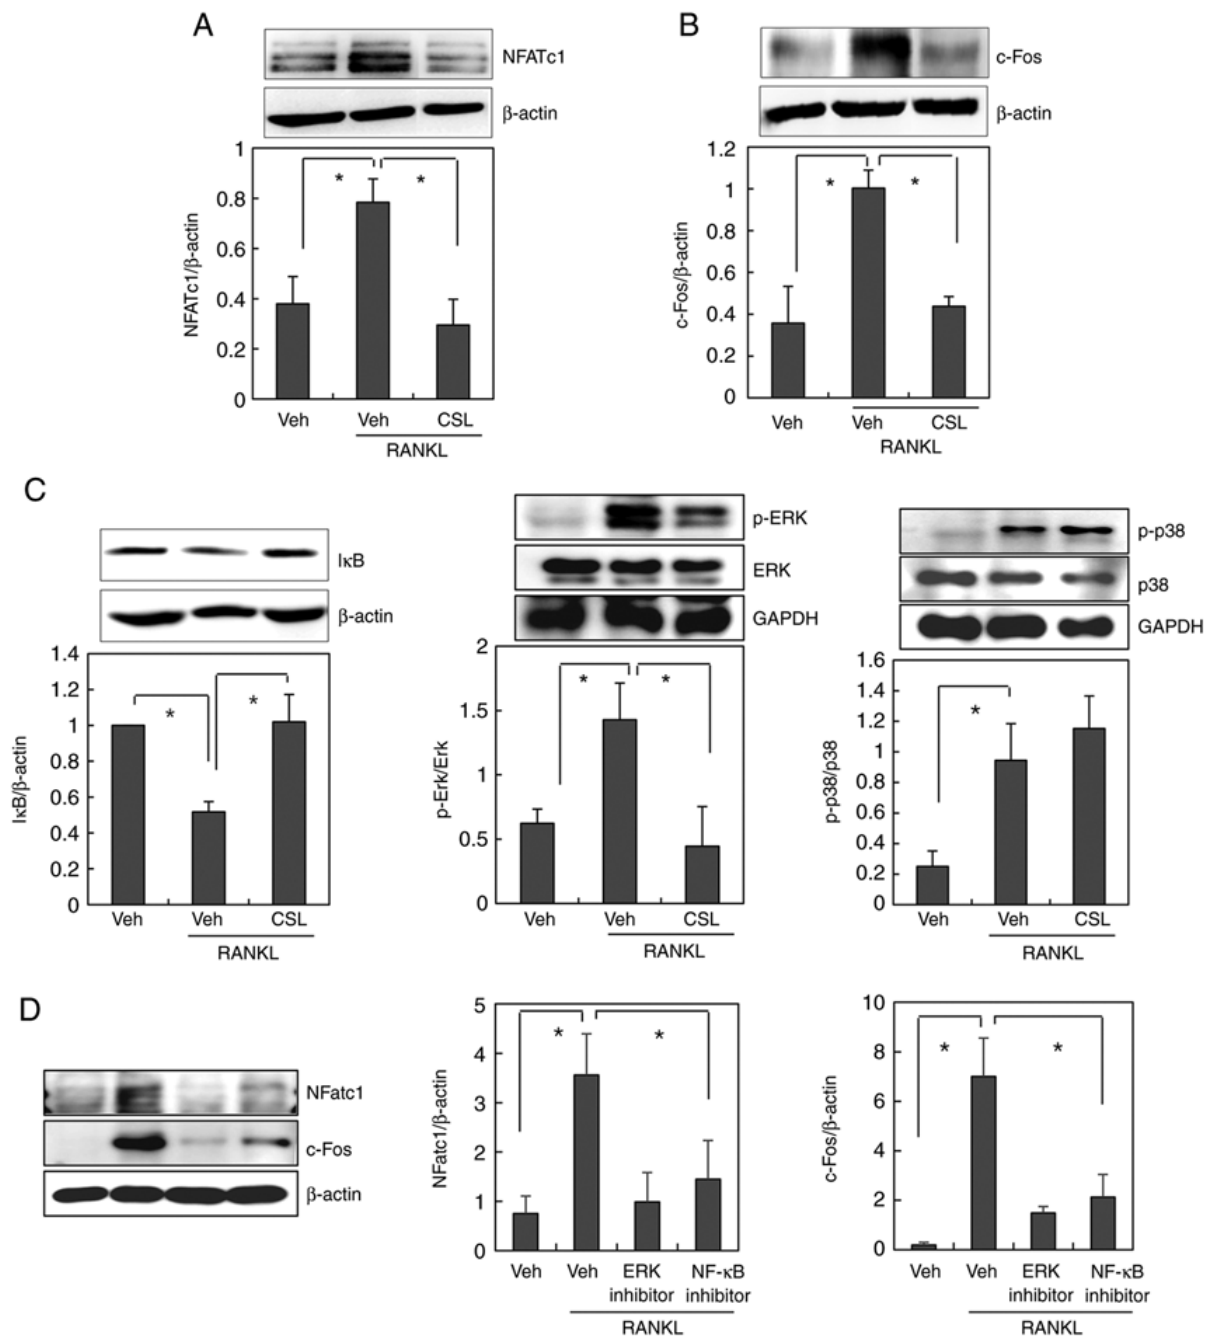 A
NFATc1
β-actin
1
0.8
0.6
0.4
0.2
0
NFATc1/β-actin
*
*
Veh
Veh
CSL
RANKL
B
c-Fos
β-actin
1.2
1
0.8
0.6
0.4
0.2
0
c-Fos/β-actin
*
*
Veh
Veh
CSL
RANKL
C
IκB
β-actin
1.4
1.2
1
0.8
0.6
0.4
0.2
0
IκB/β-actin
*
*
Veh
Veh
CSL
RANKL
p-ERK
ERK
GAPDH
2
1.5
1
0.5
0
p-Erk/Erk
*
*
Veh
Veh
CSL
RANKL
p-p38
p38
GAPDH
1.6
1.4
1.2
1
0.8
0.6
0.4
0.2
0
p-p38/p38
*
Veh
Veh
CSL
RANKL
D
NFatc1
c-Fos
β-actin
5
4
3
2
1
0
NFatc1/β-actin
*
*
Veh
Veh
ERK
inhibitor
NF-κB
inhibitor
RANKL
10
8
6
4
2
0
c-Fos/β-actin
*
*
Veh
Veh
ERK
inhibitor
NF-κB
inhibitor
RANKL